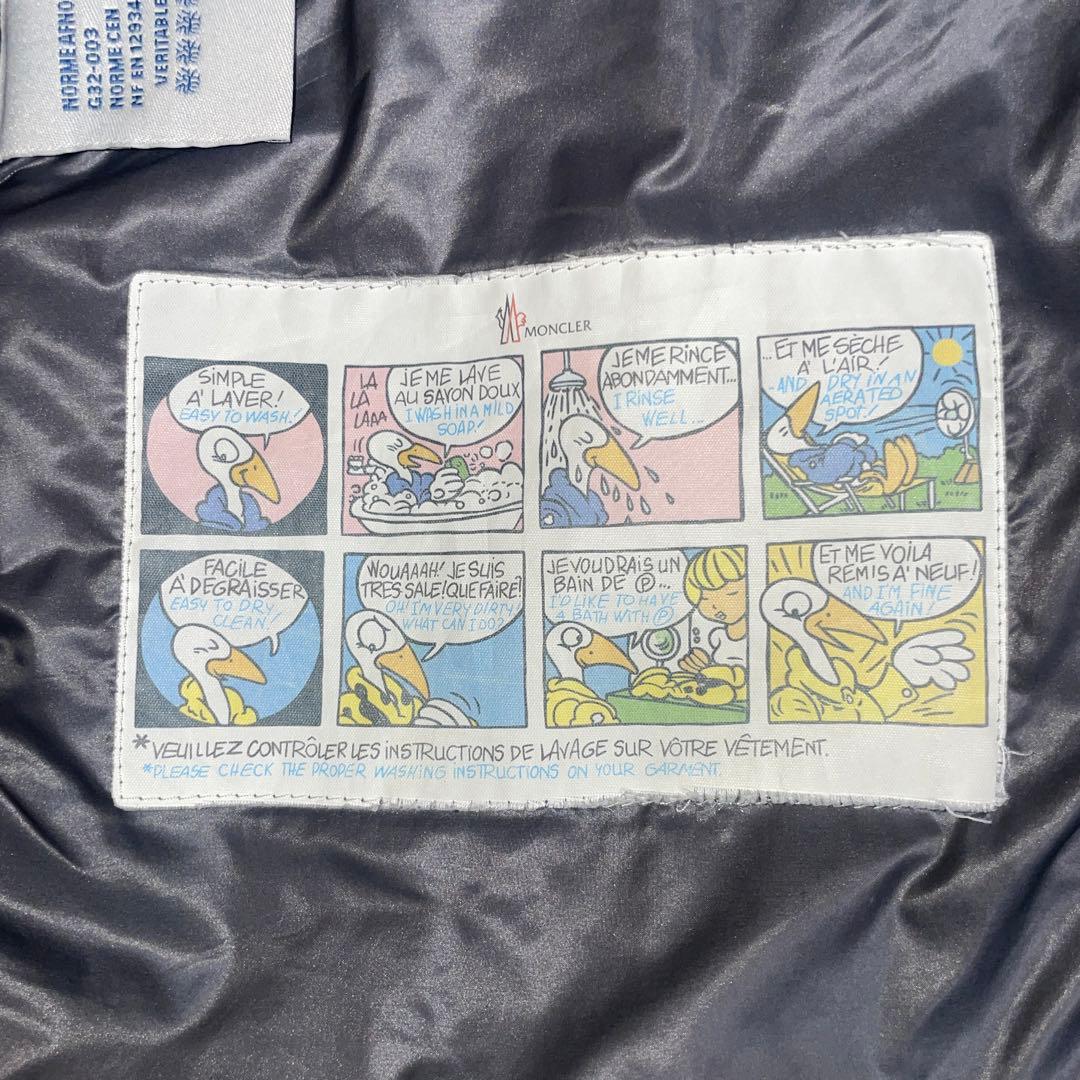 NORME AFNO
G32-003
NORME CEN
NF EN 12934
VERITABLE
MONCLER
SIMPLE
A' LAVER!
EASY TO WASH!
LA
LÀ
LAAA
JE ME LAVE
AU SAVON DOUX
I WASH IN A MILD
SOAP!
JE ME RINCE
ABONDAMMENT...
I RINSE
WELL...
...ET ME SÈCHE
A' L'AIR!
...AND DRY IN AN
AERATED
SPOT!
FACILE
A' DEGRAISSER
EASY TO DRY
CLEAN!
WOUAAAH! JE SUIS
TRES SALE! QUE FAIRE?
OH! I'M VERY DIRTY!
WHAT CAN I DO?
JE VOUDRAIS UN
BAIN DE Ⓟ...
I'D LIKE TO HAVE
A BATH WITH Ⓟ
ET ME VOILA
REMIS A' NEUF!
AND I'M FINE
AGAIN!
*VEUILLEZ CONTRÔLER LES INSTRUCTIONS DE LAVAGE SUR VÔTRE VÊTEMENT.
*PLEASE CHECK THE PROPER WASHING INSTRUCTIONS ON YOUR GARMENT.